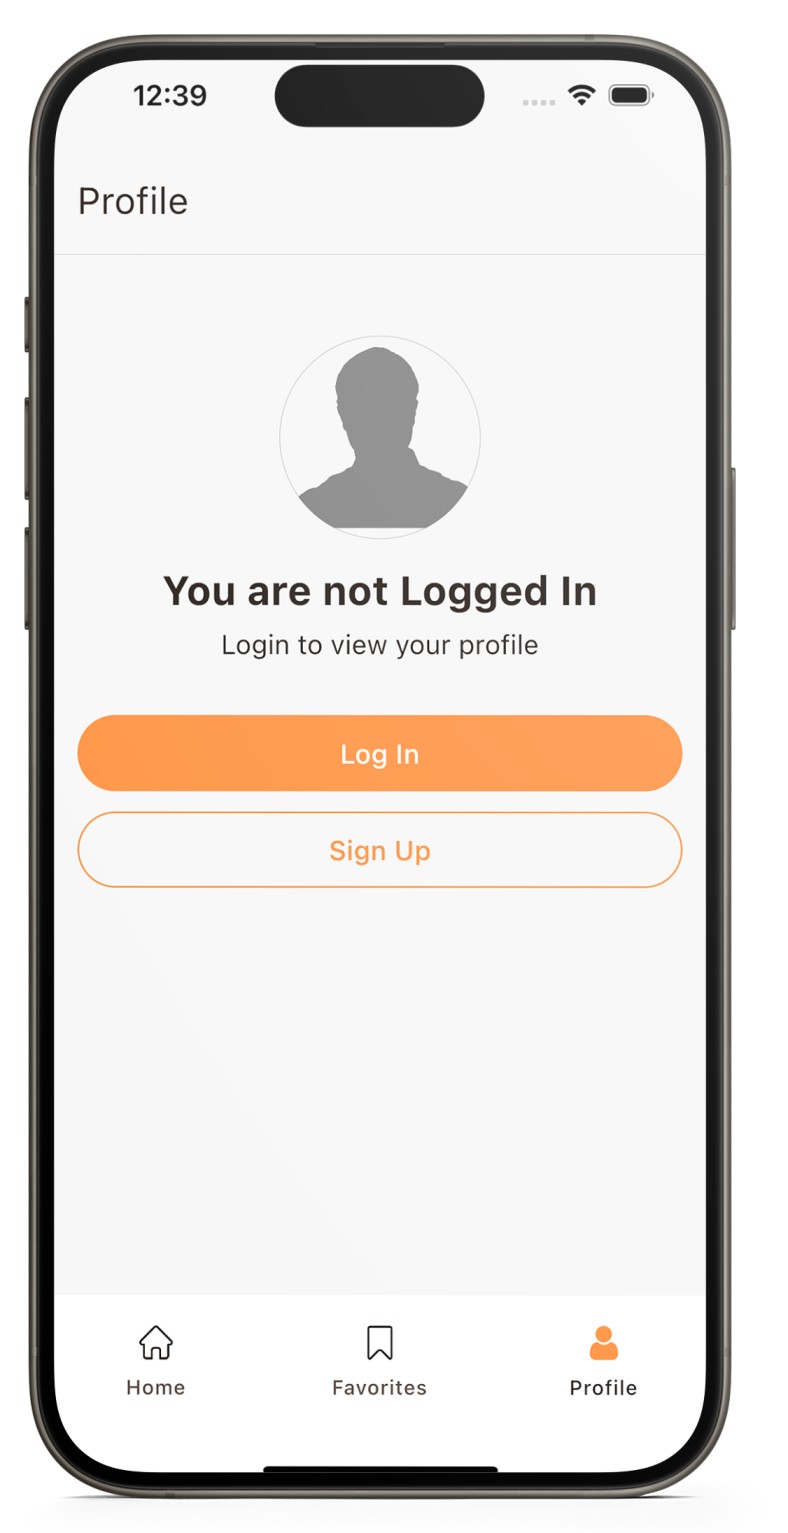 12:39
Profile
You are not Logged In
Login to view your profile
Log In
Sign Up
Home
Favorites
Profile